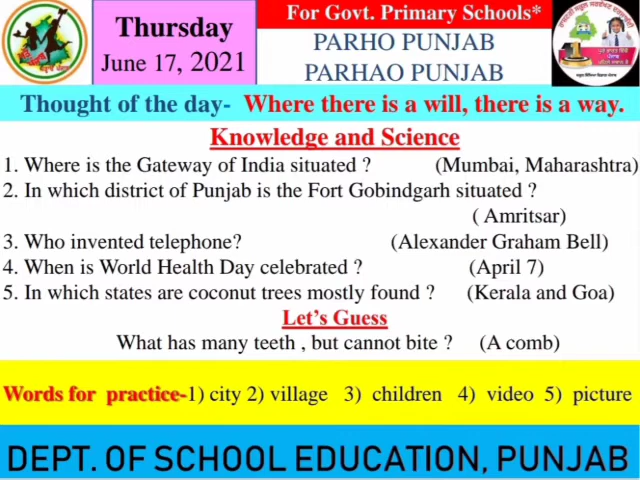 Thursday
June 17, 2021
For Govt. Primary Schools*
PARHO PUNJAB
PARHAO PUNJAB
Thought of the day- Where there is a will, there is a way.
Knowledge and Science
1. Where is the Gateway of India situated ? (Mumbai, Maharashtra)
2. In which district of Punjab is the Fort Gobindgarh situated ?
( Amritsar)
3. Who invented telephone? (Alexander Graham Bell)
4. When is World Health Day celebrated ? (April 7)
5. In which states are coconut trees mostly found ? (Kerala and Goa)
Let's Guess
What has many teeth , but cannot bite ? (A comb)
Words for practice-1) city 2) village 3) children 4) video 5) picture
DEPT. OF SCHOOL EDUCATION, PUNJAB